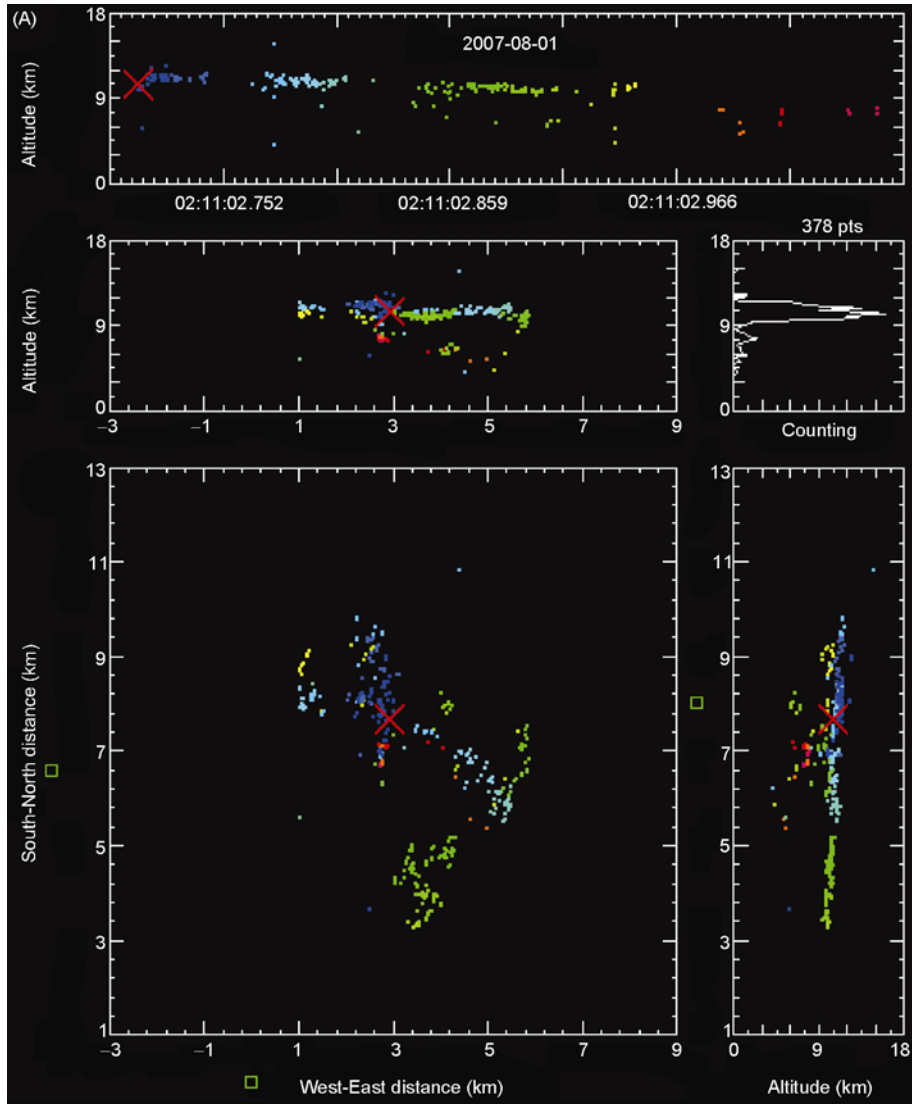 (A)
2007-08-01
Altitude (km)
18
9
0
02:11:02.752 02:11:02.859 02:11:02.966
378 pts
Altitude (km)
18
9
0
–3 –1 1 3 5 7 9
18
9
0
Counting
South-North distance (km)
13
11
9
7
5
3
1
–3 –1 1 3 5 7 9
West-East distance (km)
13
11
9
7
5
3
1
0 9 18
Altitude (km)